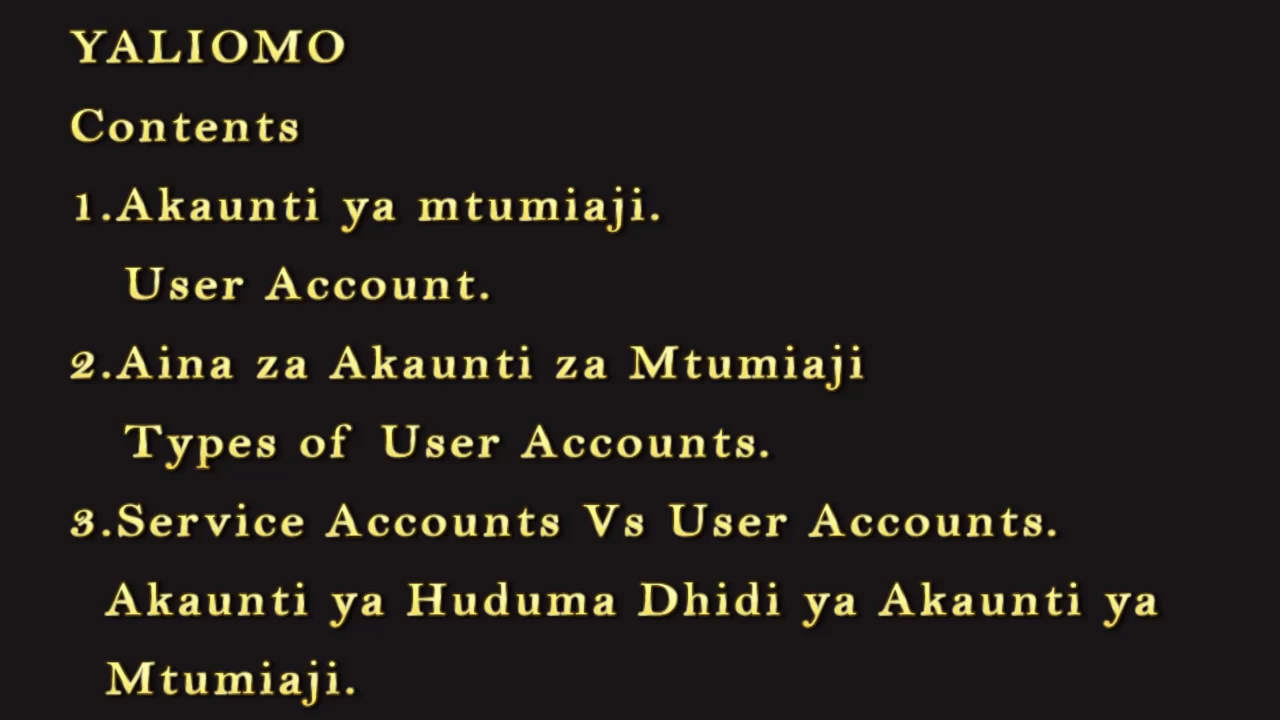 YALIOMO
Contents
1.Akaunti ya mtumiaji.
User Account.
2.Aina za Akaunti za Mtumiaji
Types of User Accounts.
3.Service Accounts Vs User Accounts.
Akaunti ya Huduma Dhidi ya Akaunti ya
Mtumiaji.